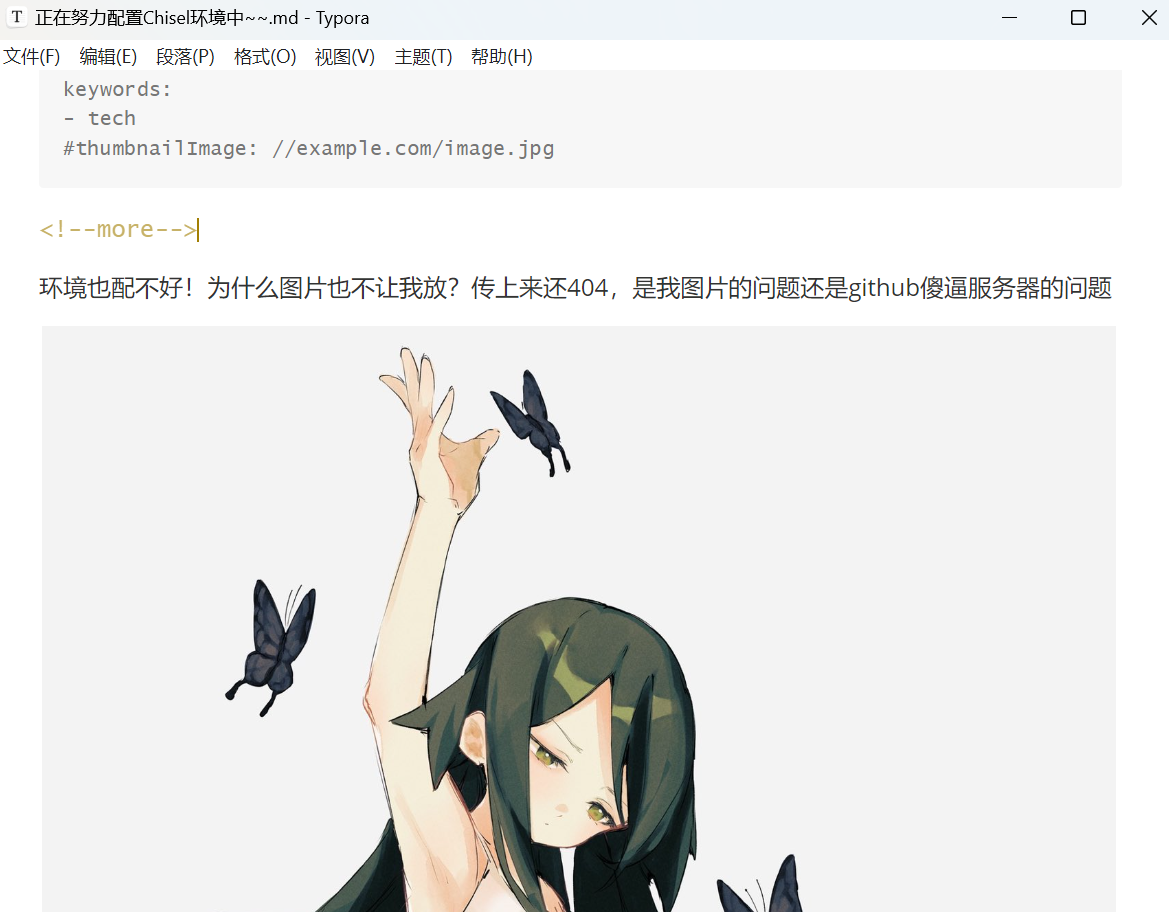 T 正在努力配置Chisel环境中~~.md - Typora
文件(F) 编辑(E) 段落(P) 格式(O) 视图(V) 主题(T) 帮助(H)
keywords:
- tech
#thumbnailImage: //example.com/image.jpg
<!--more-->
环境也配不好！为什么图片也不让我放？传上来还404，是我图片的问题还是github傻逼服务器的问题